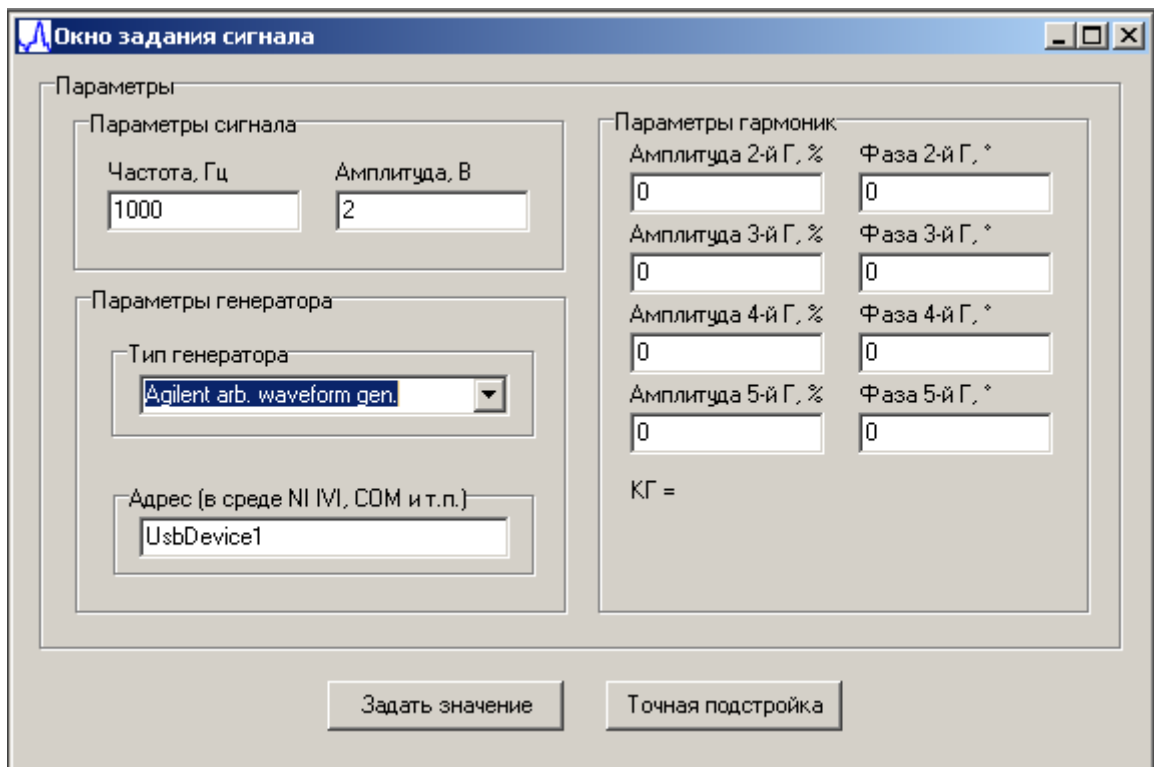 Окно задания сигнала
Параметры
Параметры сигнала
Частота, Гц Амплитуда, В
1000 2
Параметры генератора
Тип генератора
Agilent arb. waveform gen.
Адрес (в среде NI IVI, COM и т.п.)
UsbDevice1
Параметры гармоник
Амплитуда 2-й Г, % Фаза 2-й Г, °
0 0
Амплитуда 3-й Г, % Фаза 3-й Г, °
0 0
Амплитуда 4-й Г, % Фаза 4-й Г, °
0 0
Амплитуда 5-й Г, % Фаза 5-й Г, °
0 0
КГ =
Задать значение Точная подстройка